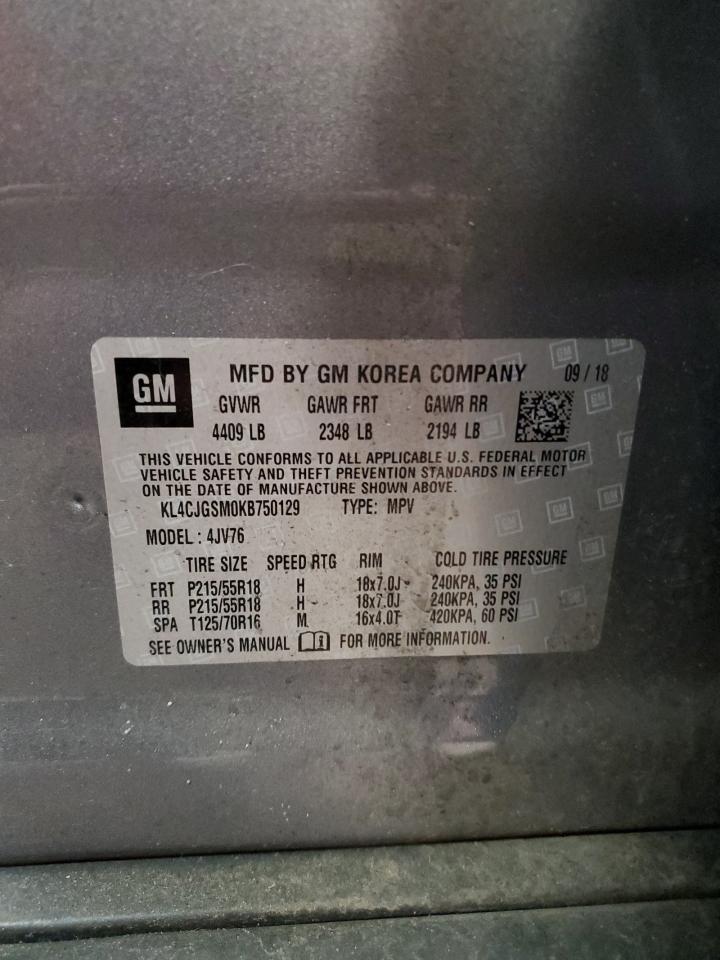 GM MFD BY GM KOREA COMPANY 09 / 18
GVWR GAWR FRT GAWR RR
4409 LB 2348 LB 2194 LB
THIS VEHICLE CONFORMS TO ALL APPLICABLE U.S. FEDERAL MOTOR
VEHICLE SAFETY AND THEFT PREVENTION STANDARDS IN EFFECT
ON THE DATE OF MANUFACTURE SHOWN ABOVE.
KL4CJGSM0KB750129 TYPE: MPV
MODEL : 4JV76
TIRE SIZE SPEED RTG RIM COLD TIRE PRESSURE
FRT P215/55R18 H 18x7.0J 240KPA, 35 PSI
RR P215/55R18 H 18x7.0J 240KPA, 35 PSI
SPA T125/70R16 M 16x4.0T 420KPA, 60 PSI
SEE OWNER'S MANUAL FOR MORE INFORMATION.